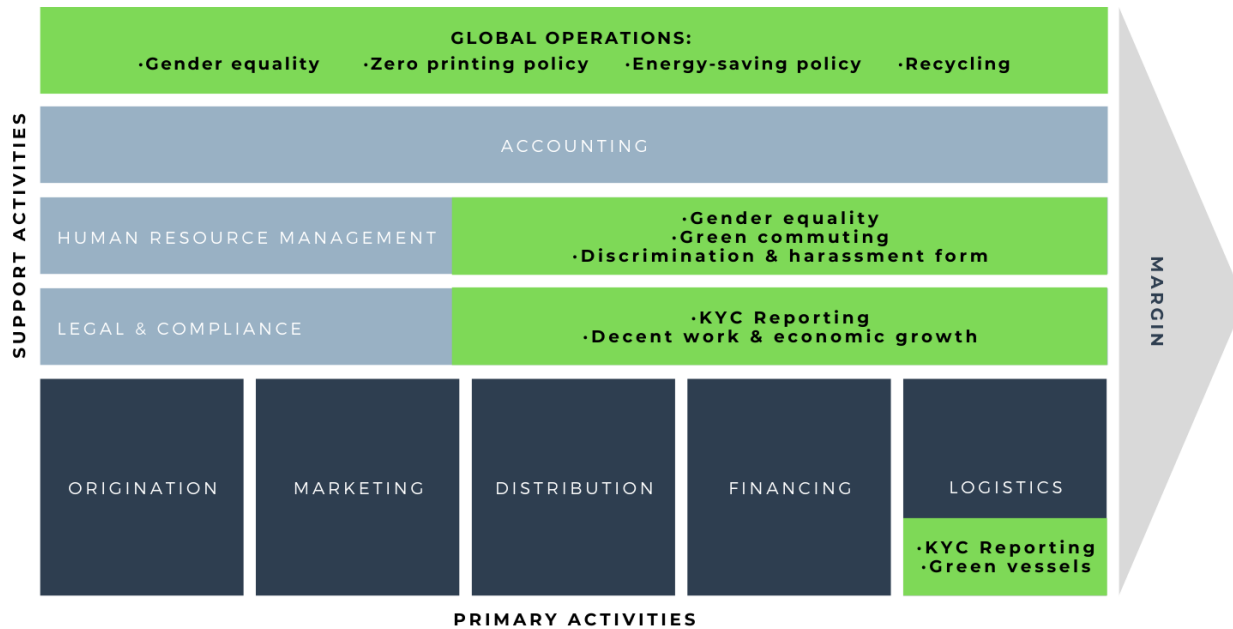 GLOBAL OPERATIONS:
·Gender equality ·Zero printing policy ·Energy-saving policy ·Recycling
SUPPORT ACTIVITIES
ACCOUNTING
HUMAN RESOURCE MANAGEMENT
·Gender equality
·Green commuting
·Discrimination & harassment form
LEGAL & COMPLIANCE
·KYC Reporting
·Decent work & economic growth
MARGIN
ORIGINATION
MARKETING
DISTRIBUTION
FINANCING
LOGISTICS
·KYC Reporting
·Green vessels
PRIMARY ACTIVITIES